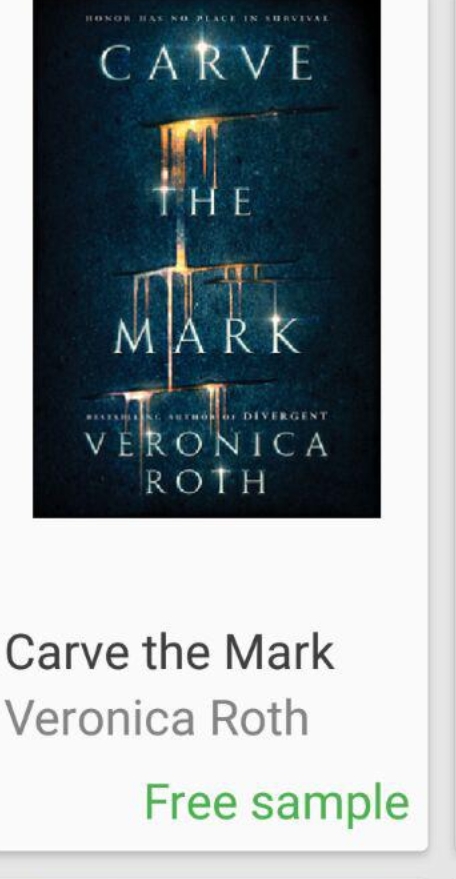 HONOR HAS NO PLACE IN SURVIVAL
CARVE
THE
MARK
BESTSELLING AUTHOR OF DIVERGENT
VERONICA
ROTH
Carve the Mark
Veronica Roth
Free sample